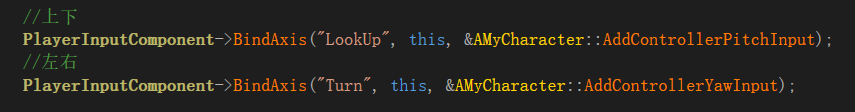 //上下
PlayerInputComponent->BindAxis("LookUp", this, &AMyCharacter::AddControllerPitchInput);
//左右
PlayerInputComponent->BindAxis("Turn", this, &AMyCharacter::AddControllerYawInput);